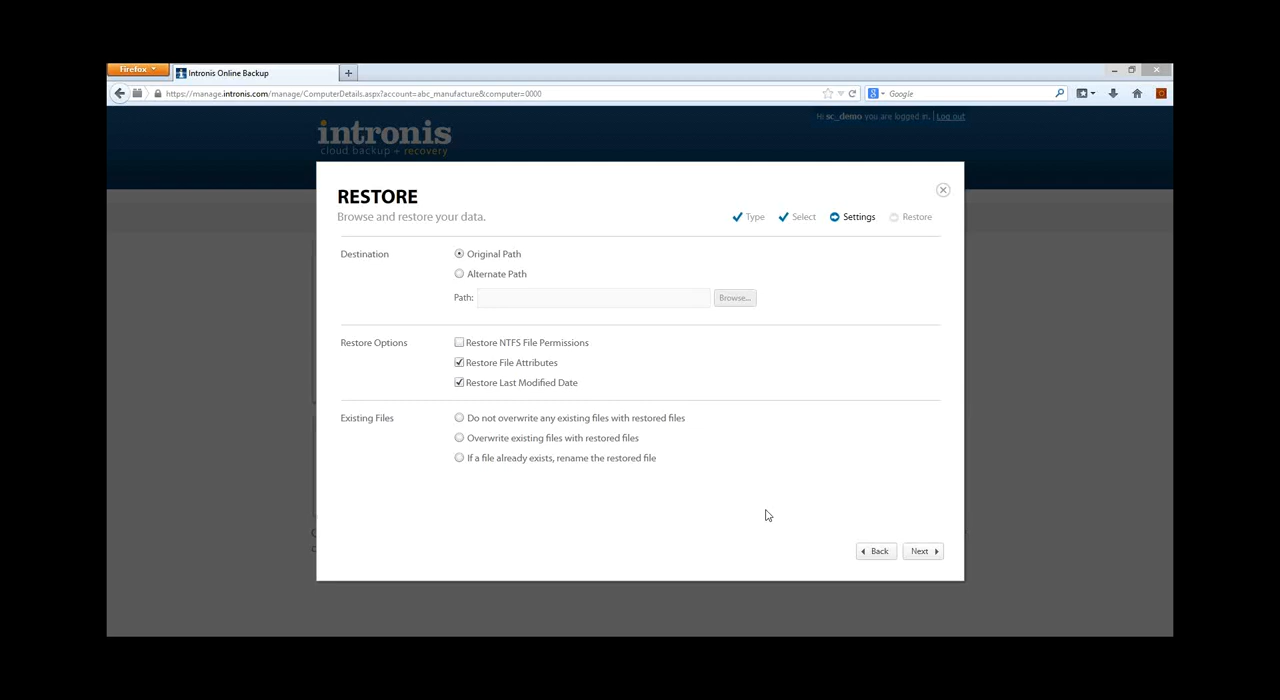 Firefox
Intronis Online Backup
https://manage.intronis.com/manage/ComputerDetails.aspx?account=abc_manufacture&computer=0000
Google
Hi sc_demo you are logged in. | Log out
intronis
cloud backup + recovery
RESTORE
Browse and restore your data.
Type Select Settings Restore
Destination Original Path
Alternate Path
Path: Browse...
Restore Options Restore NTFS File Permissions
Restore File Attributes
Restore Last Modified Date
Existing Files Do not overwrite any existing files with restored files
Overwrite existing files with restored files
If a file already exists, rename the restored file
Back Next